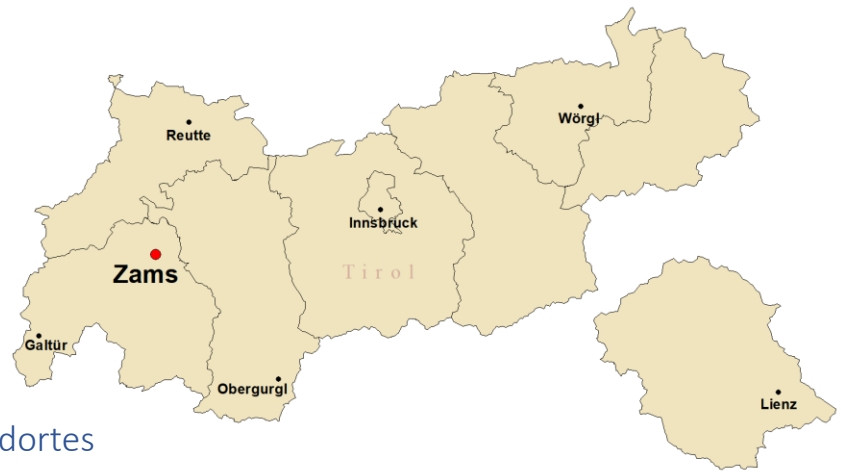 Wörgl
Reutte
Innsbruck
Tirol
Zams
Galtür
Obergurgl
Lienz
dortes